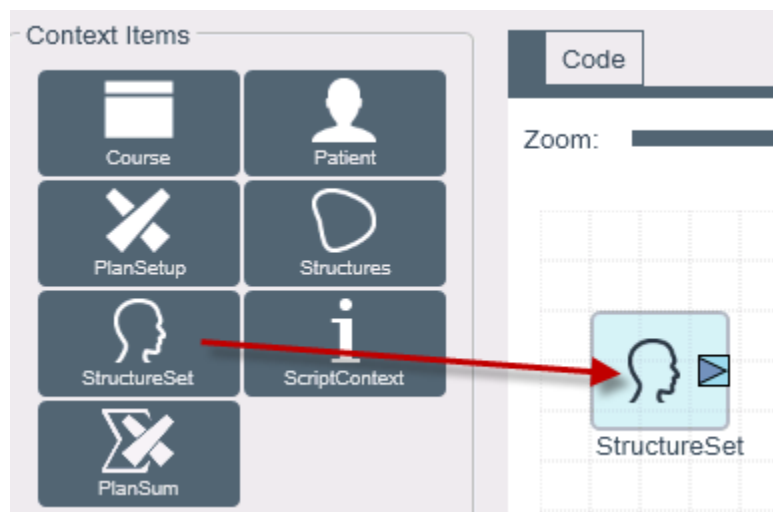 Context Items
Course
Patient
PlanSetup
Structures
StructureSet
ScriptContext
PlanSum
Code
Zoom:
StructureSet